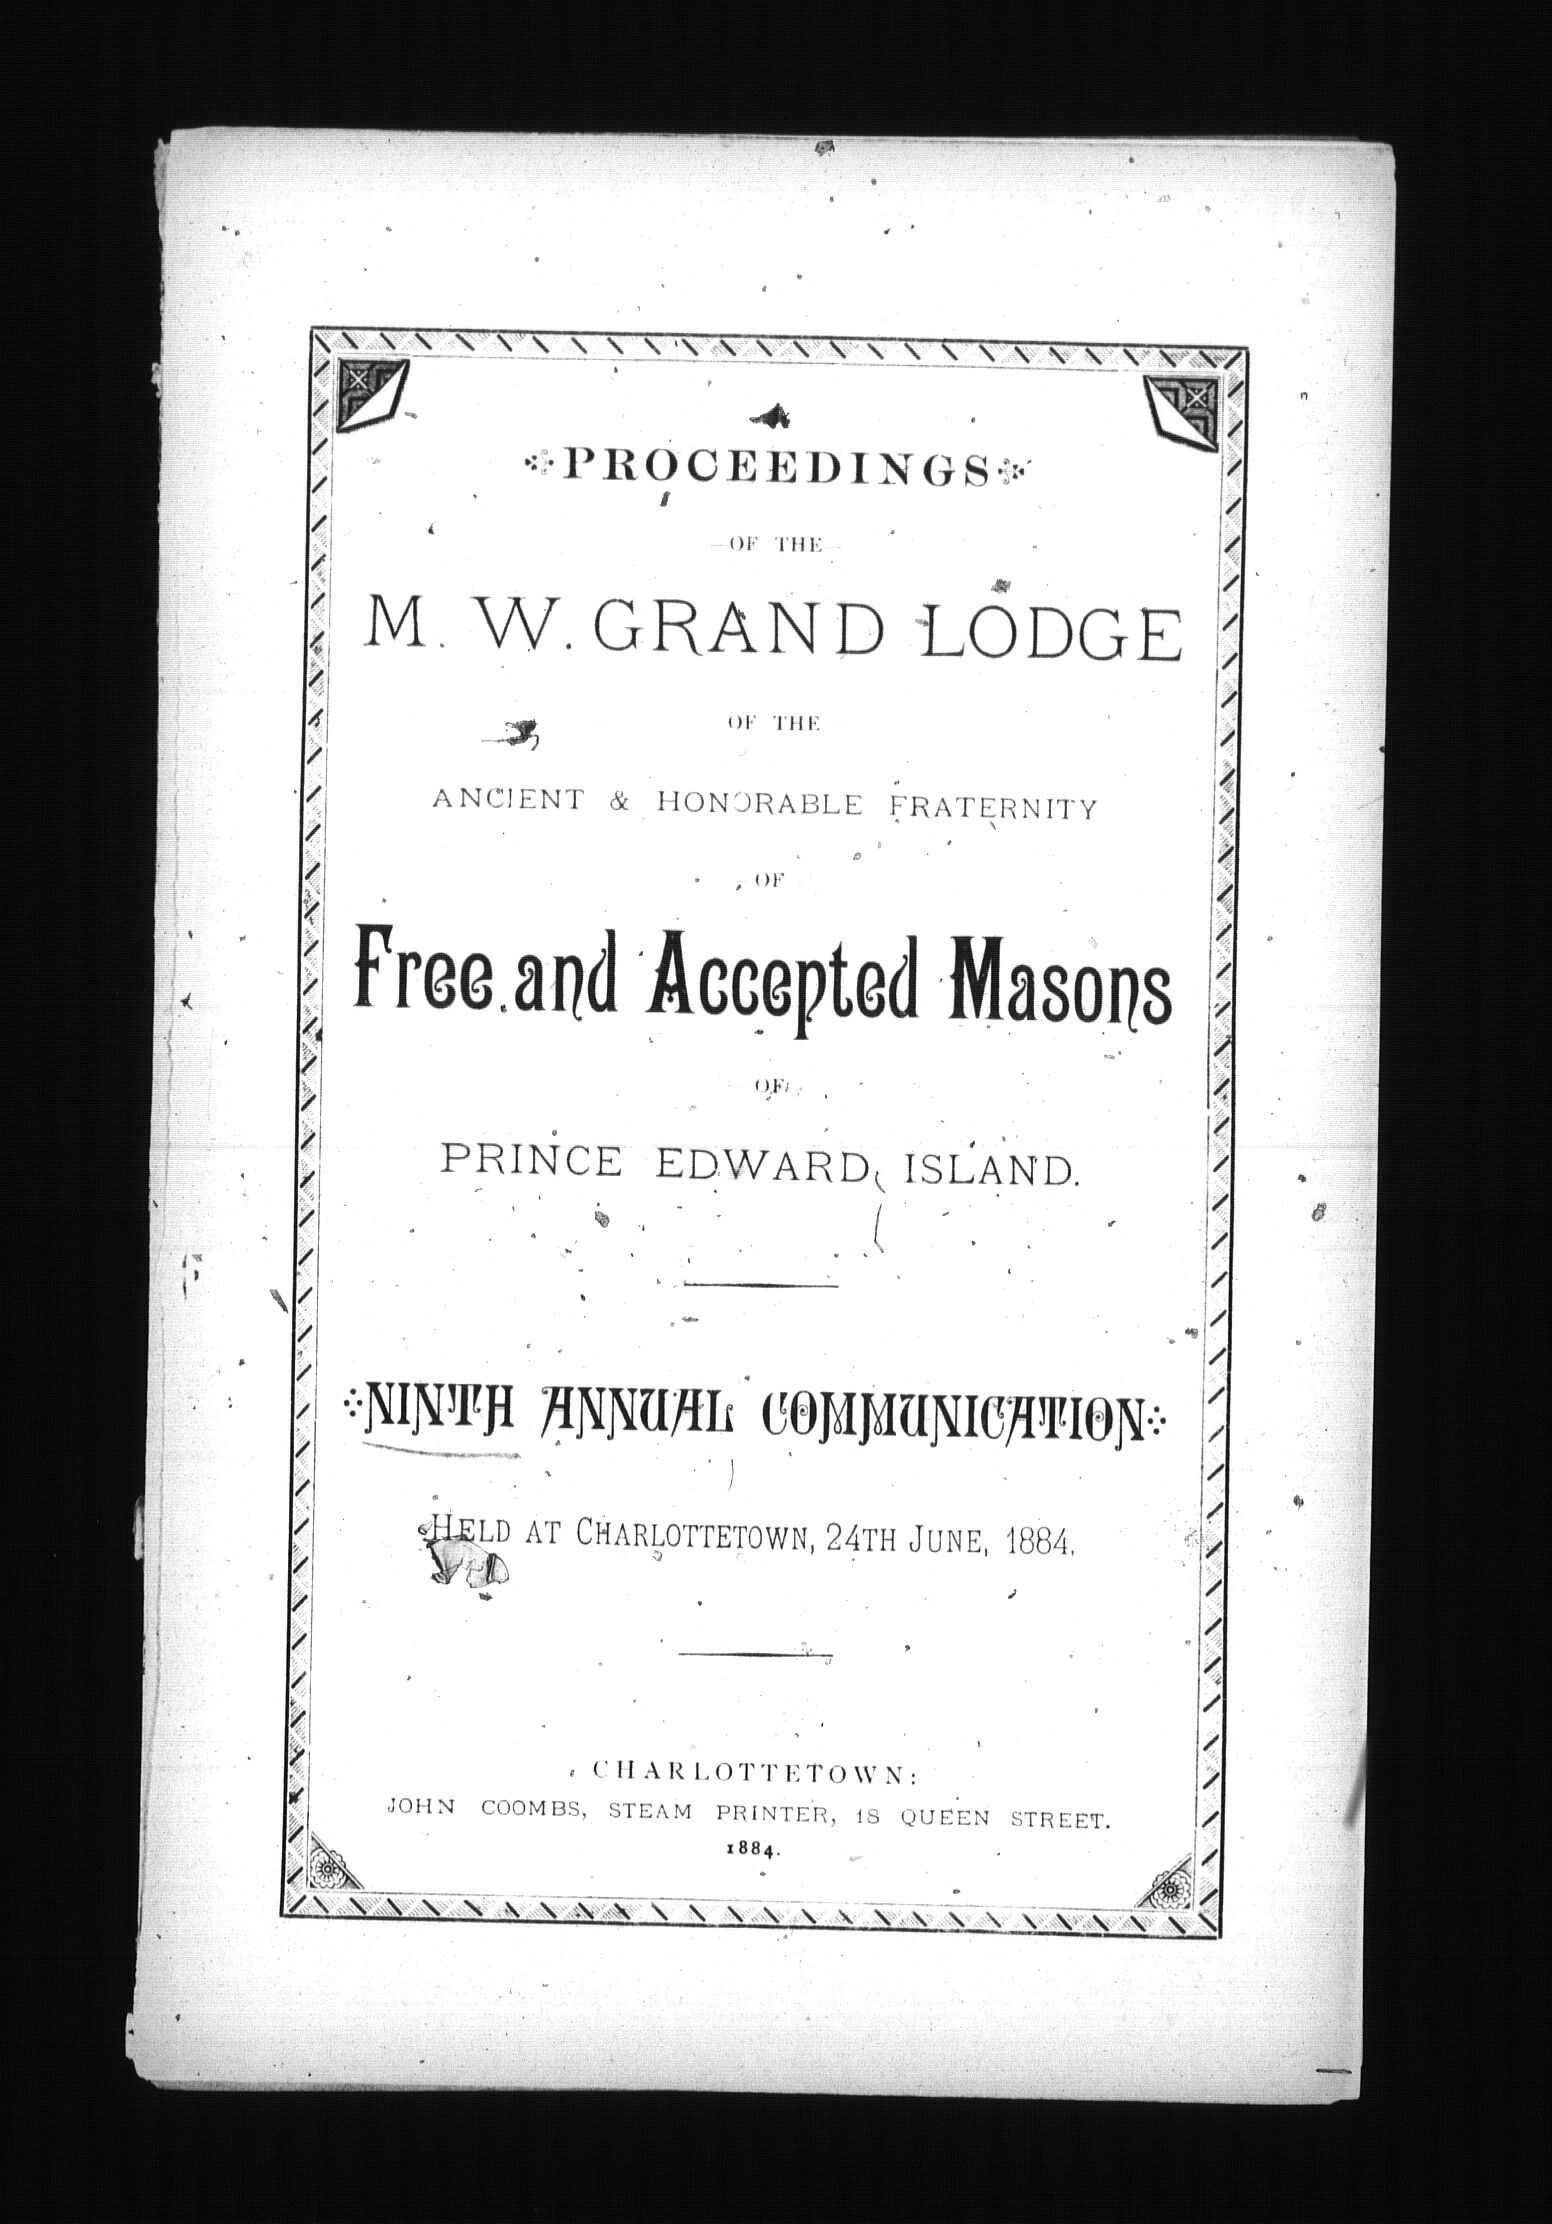 PROCEEDINGS
OF THE
M. W. GRAND LODGE
OF THE
ANCIENT & HONORABLE FRATERNITY
OF
Free and Accepted Masons
OF
PRINCE EDWARD ISLAND.
NINTH ANNUAL COMMUNICATION
HELD AT CHARLOTTETOWN, 24TH JUNE, 1884.
CHARLOTTETOWN:
JOHN COOMBS, STEAM PRINTER, 18 QUEEN STREET.
1884.